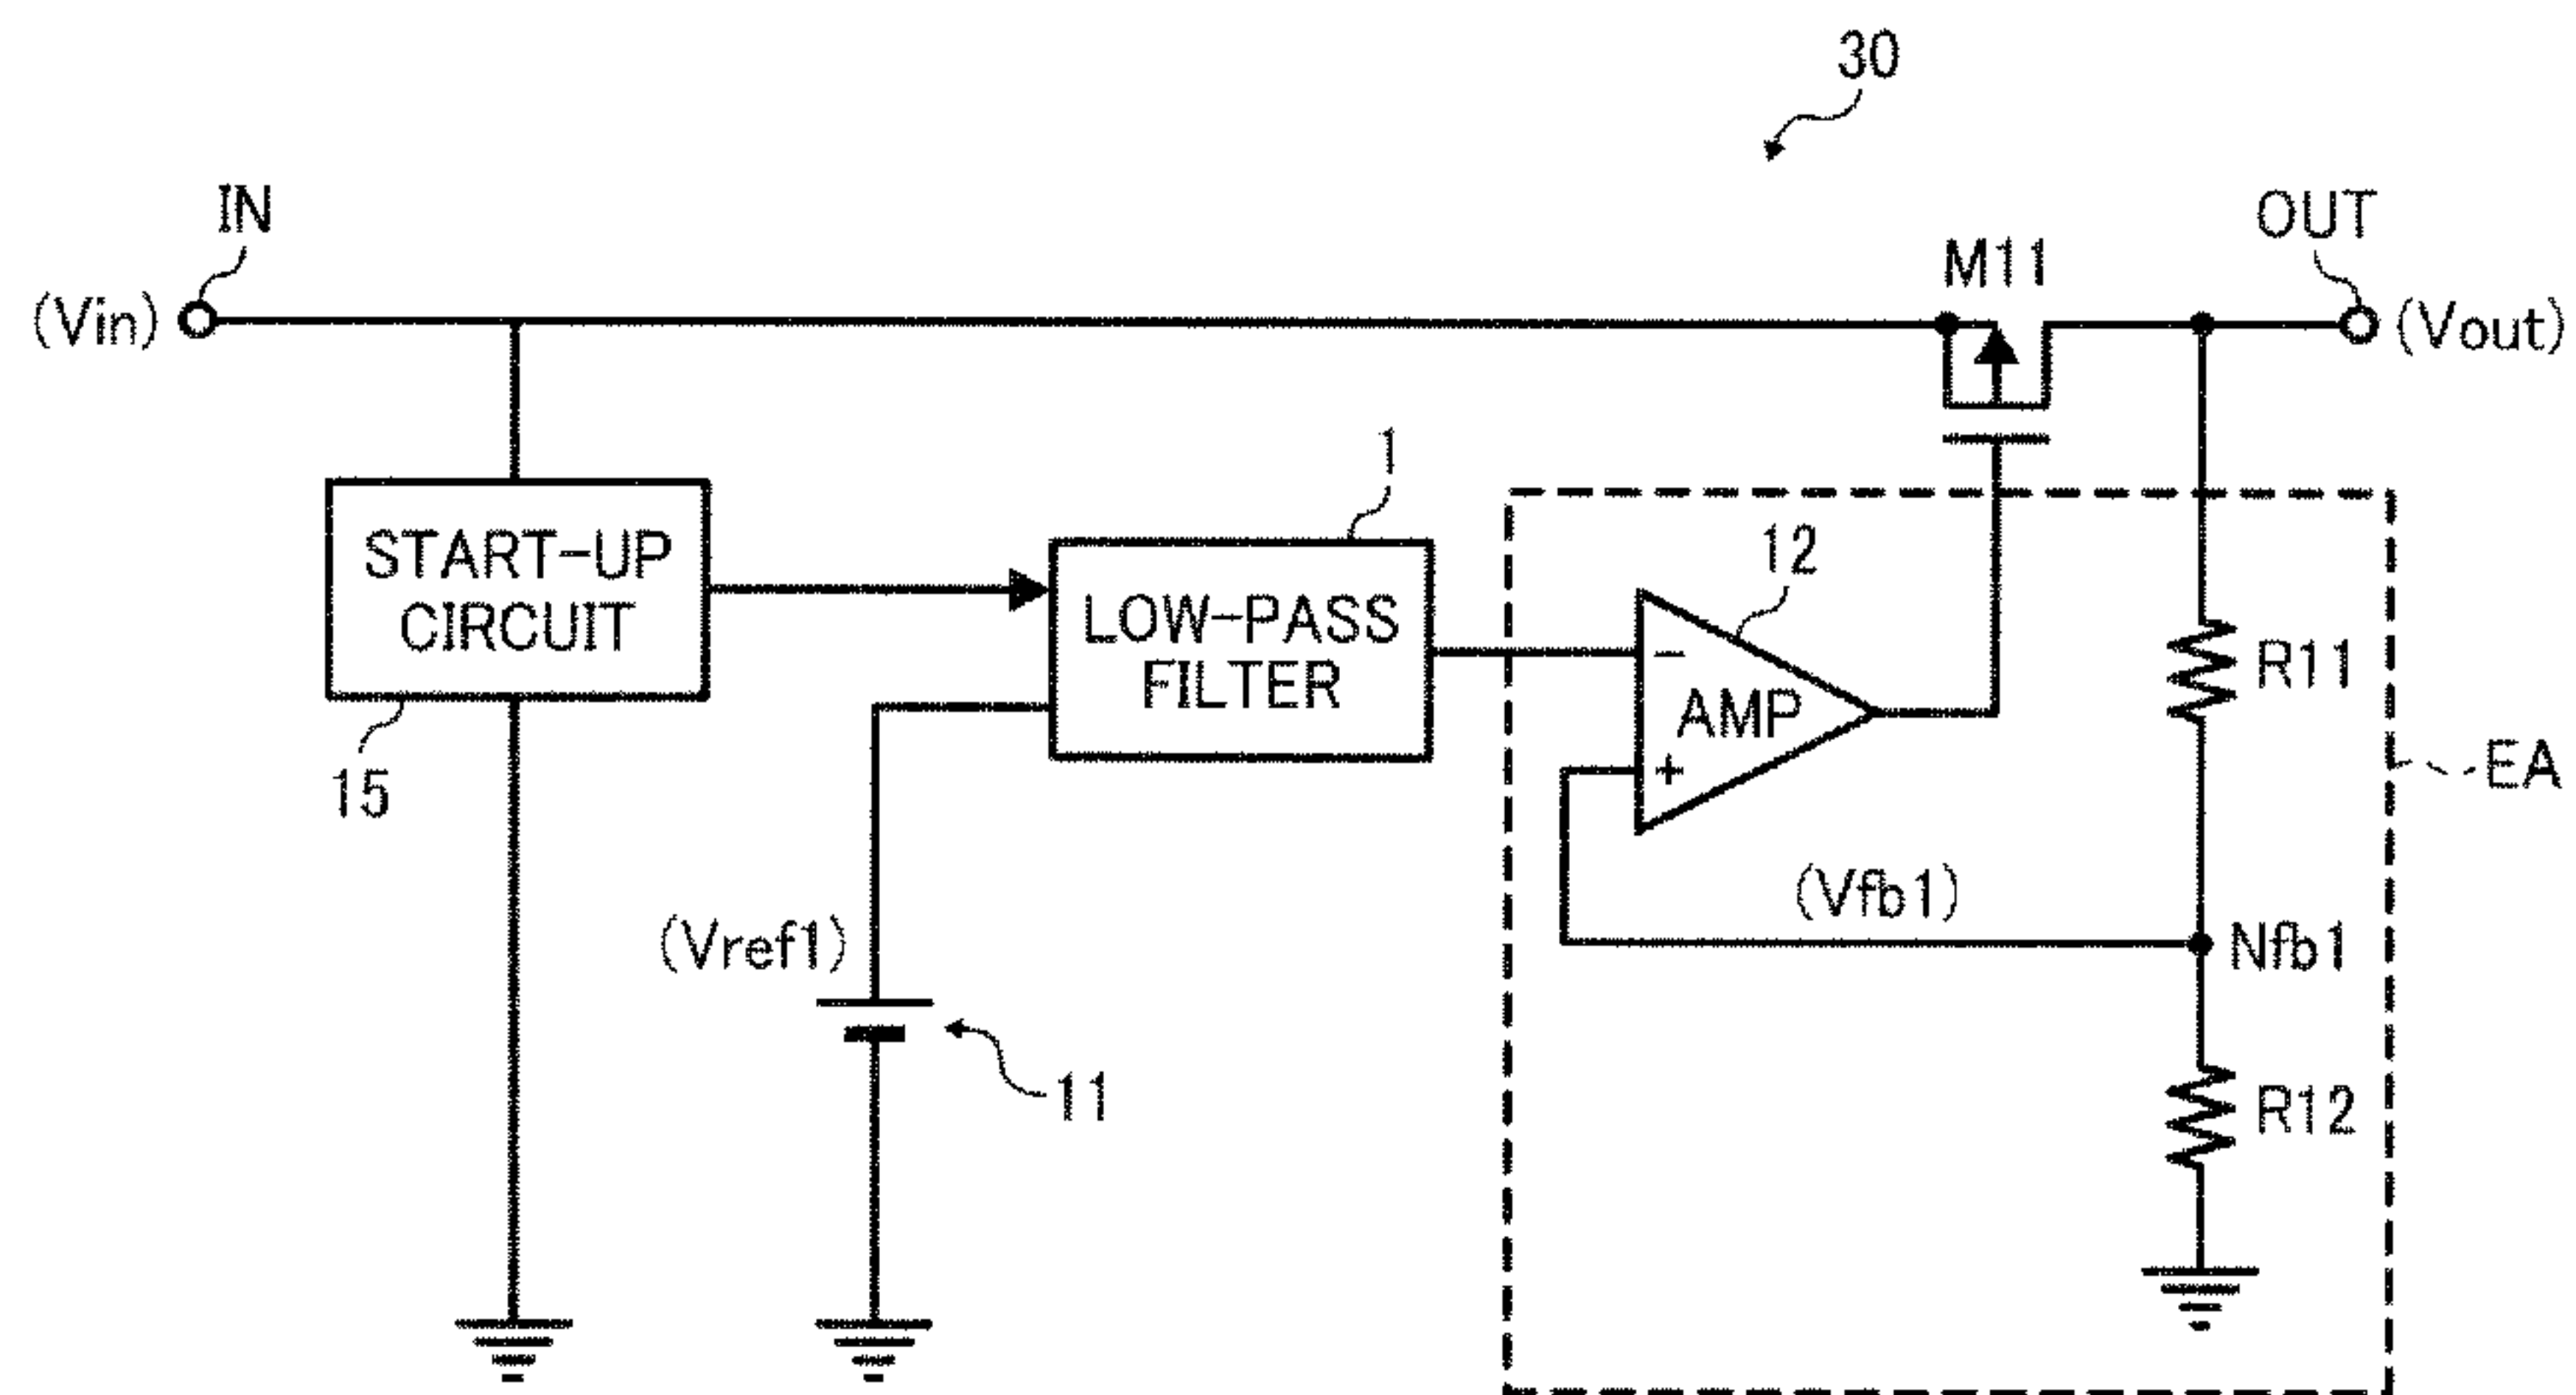 30
IN
OUT
M11
(Vin)
(Vout)
1
START-UP
CIRCUIT
12
LOW-PASS
FILTER
−
AMP
+
R11
15
EA
(Vfb1)
(Vref1)
Nfb1
11
R12